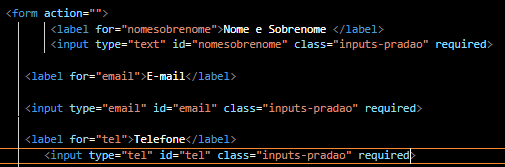 <form action="">
<label for="nomesobrenome">Nome e Sobrenome </label>
<input type="text" id="nomesobrenome" class="inputs-pradao" required>
<label for="email">E-mail</label>
<input type="email" id="email" class="inputs-pradao" required>
<label for="tel">Telefone</label>
<input type="tel" id="tel" class="inputs-pradao" required>